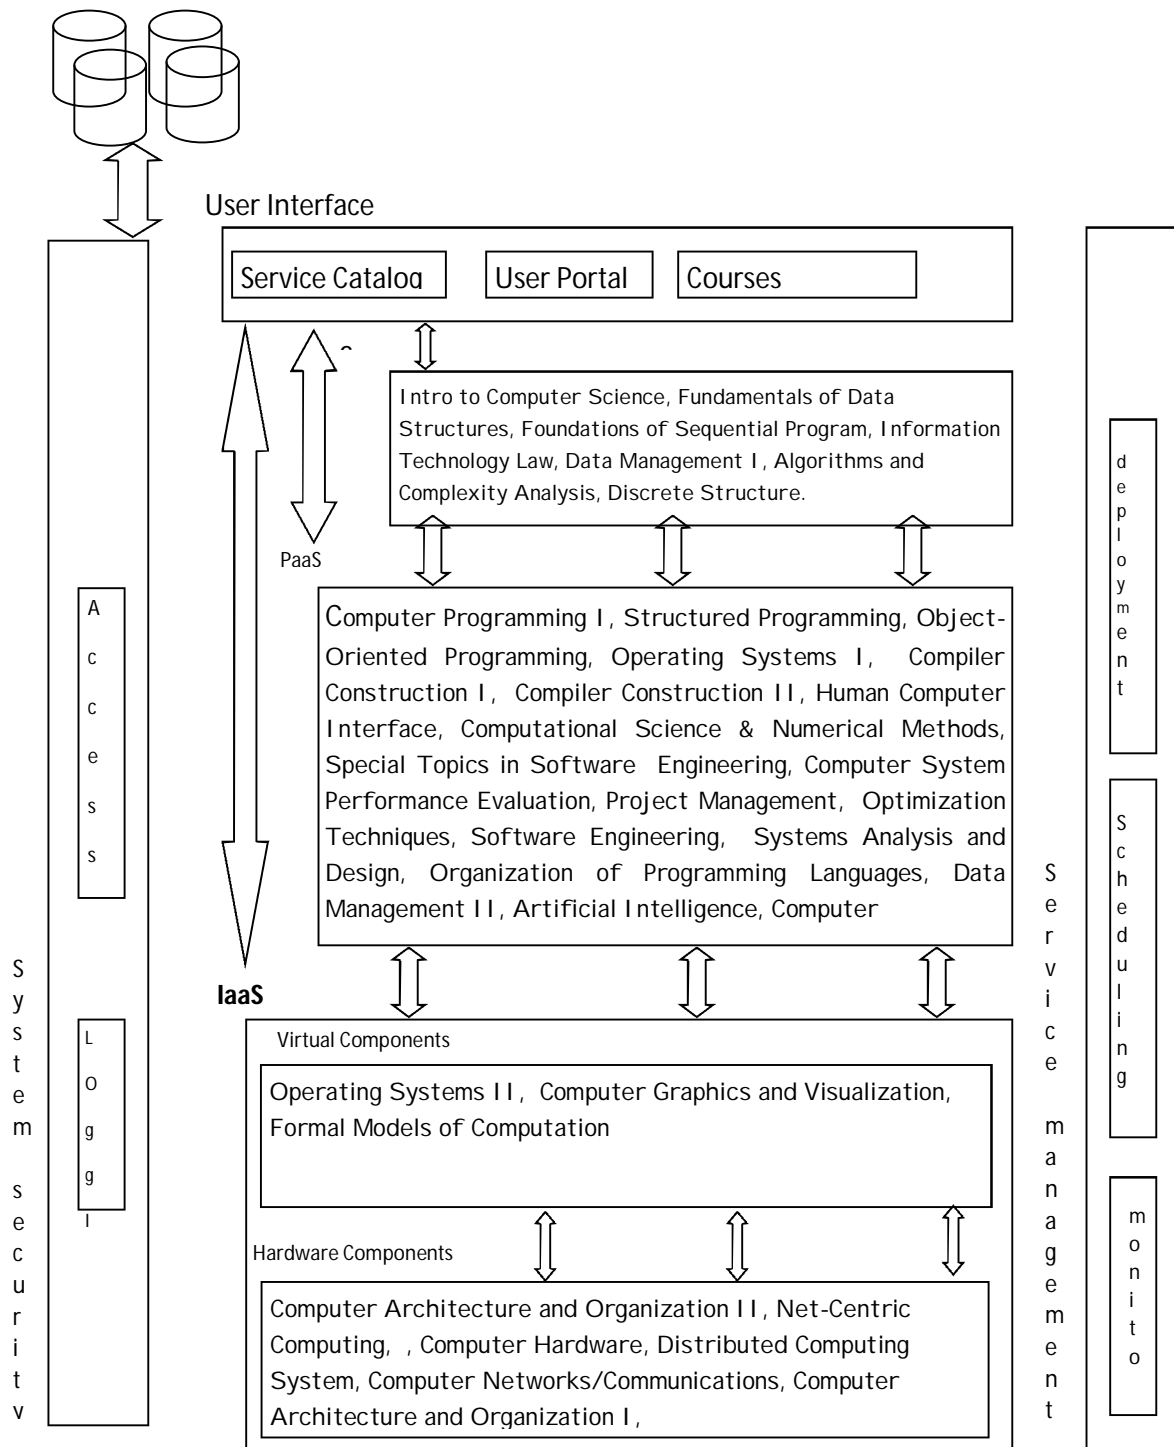 User Interface
Service Catalog
User Portal
Courses
Intro to Computer Science, Fundamentals of Data
Structures, Foundations of Sequential Program, Information
Technology Law, Data Management I, Algorithms and
Complexity Analysis, Discrete Structure.
PaaS
Computer Programming I, Structured Programming, Object-
Oriented Programming, Operating Systems I, Compiler
Construction I, Compiler Construction II, Human Computer
Interface, Computational Science & Numerical Methods,
Special Topics in Software Engineering, Computer System
Performance Evaluation, Project Management, Optimization
Techniques, Software Engineering, Systems Analysis and
Design, Organization of Programming Languages, Data
Management II, Artificial Intelligence, Computer
IaaS
Virtual Components
Operating Systems II, Computer Graphics and Visualization,
Formal Models of Computation
Hardware Components
Computer Architecture and Organization II, Net-Centric
Computing, , Computer Hardware, Distributed Computing
System, Computer Networks/Communications, Computer
Architecture and Organization I,
System security
Access
LOggI
Service management
deployment
Scheduling
monito